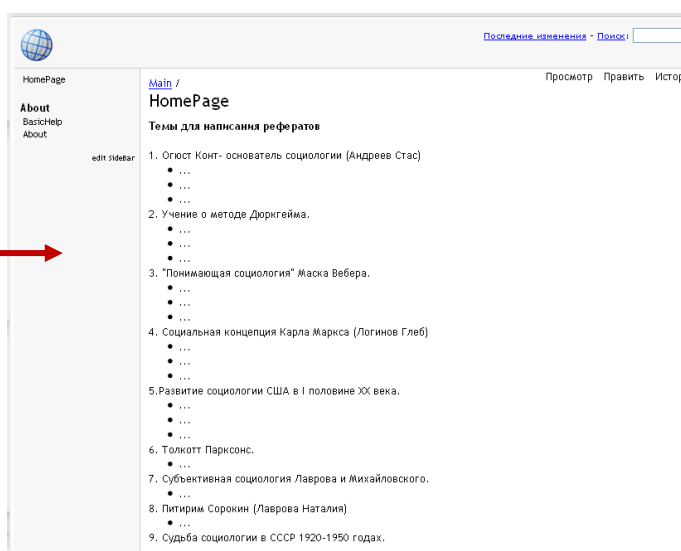 Последние изменения - Поиск:
HomePage
About
BasicHelp
About
edit SideBar
Просмотр Править Истор
Main /
HomePage
Темы для написания рефератов
1. Огюст Конт- основатель социологии (Андреев Стас)
• ...
• ...
• ...
2. Учение о методе Дюркгейма.
• ...
• ...
• ...
3. "Понимающая социология" Маска Вебера.
• ...
• ...
• ...
4. Социальная концепция Карла Маркса (Логинов Глеб)
• ...
• ...
• ...
5.Развитие социологии США в I половине XX века.
• ...
• ...
• ...
6. Толкотт Парксонс.
• ...
7. Субъективная социология Лаврова и Михайловского.
• ...
8. Питирим Сорокин (Лаврова Наталия)
• ...
9. Судьба социологии в СССР 1920-1950 годах.